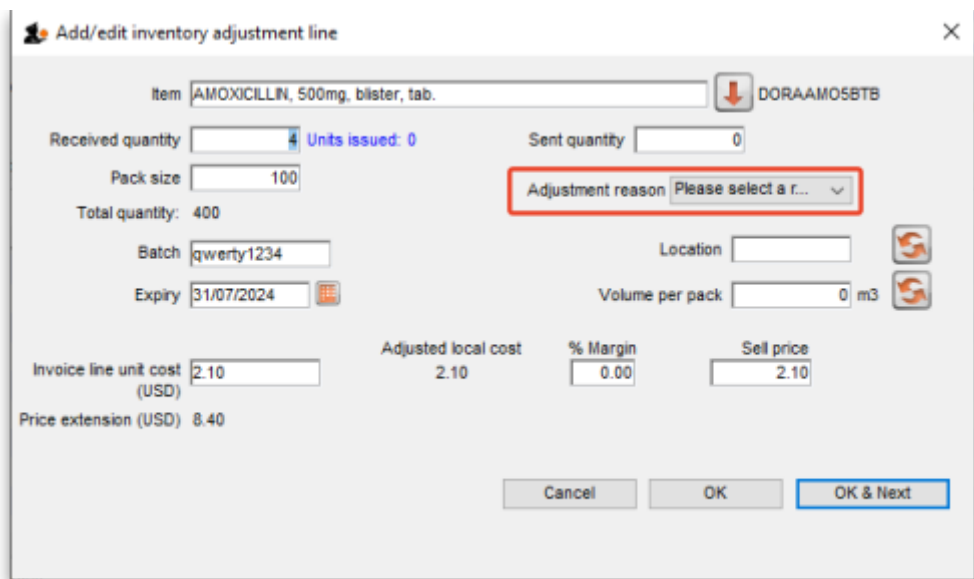 Add/edit inventory adjustment line
Item AMOXICILLIN, 500mg, blister, tab. DORAAMO5BTB
Received quantity 4 Units issued: 0 Sent quantity 0
Pack size 100
Adjustment reason Please select a r...
Total quantity: 400
Batch qwerty1234 Location
Expiry 31/07/2024 Volume per pack 0 m3
Adjusted local cost % Margin Sell price
Invoice line unit cost (USD) 2.10 2.10 0.00 2.10
Price extension (USD) 8.40
Cancel OK OK & Next